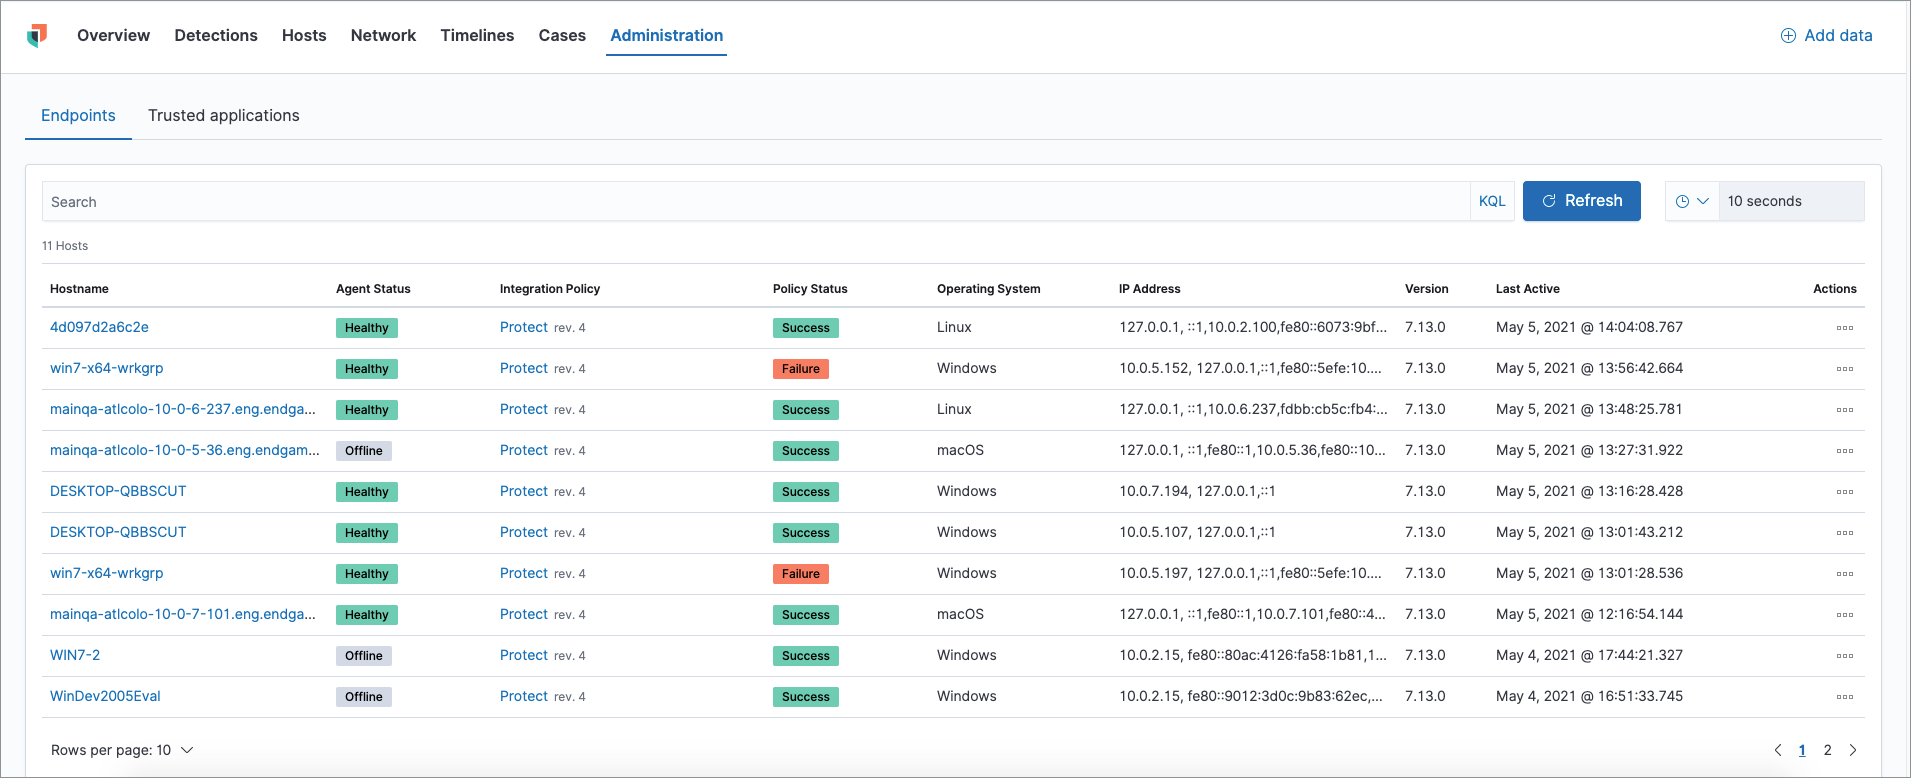 Overview Detections Hosts Network Timelines Cases Administration Add data
Endpoints Trusted applications
Search KQL Refresh 10 seconds
11 Hosts
Hostname Agent Status Integration Policy Policy Status Operating System IP Address Version Last Active Actions
4d097d2a6c2e Healthy Protect rev. 4 Success Linux 127.0.0.1, ::1,10.0.2.100,fe80::6073:9bf... 7.13.0 May 5, 2021 @ 14:04:08.767
win7-x64-wrkgrp Healthy Protect rev. 4 Failure Windows 10.0.5.152, 127.0.0.1,::1,fe80::5efe:10.... 7.13.0 May 5, 2021 @ 13:56:42.664
mainqa-atlcolo-10-0-6-237.eng.endga... Healthy Protect rev. 4 Success Linux 127.0.0.1, ::1,10.0.6.237,fdbb:cb5c:fb4:... 7.13.0 May 5, 2021 @ 13:48:25.781
mainqa-atlcolo-10-0-5-36.eng.endgam... Offline Protect rev. 4 Success macOS 127.0.0.1, ::1,fe80::1,10.0.5.36,fe80::10... 7.13.0 May 5, 2021 @ 13:27:31.922
DESKTOP-QBBSCUT Healthy Protect rev. 4 Success Windows 10.0.7.194, 127.0.0.1,::1 7.13.0 May 5, 2021 @ 13:16:28.428
DESKTOP-QBBSCUT Healthy Protect rev. 4 Success Windows 10.0.5.107, 127.0.0.1,::1 7.13.0 May 5, 2021 @ 13:01:43.212
win7-x64-wrkgrp Healthy Protect rev. 4 Failure Windows 10.0.5.197, 127.0.0.1,::1,fe80::5efe:10.... 7.13.0 May 5, 2021 @ 13:01:28.536
mainqa-atlcolo-10-0-7-101.eng.endga... Healthy Protect rev. 4 Success macOS 127.0.0.1, ::1,fe80::1,10.0.7.101,fe80::4... 7.13.0 May 5, 2021 @ 12:16:54.144
WIN7-2 Offline Protect rev. 4 Success Windows 10.0.2.15, fe80::80ac:4126:fa58:1b81,1... 7.13.0 May 4, 2021 @ 17:44:21.327
WinDev2005Eval Offline Protect rev. 4 Success Windows 10.0.2.15, fe80::9012:3d0c:9b83:62ec,... 7.13.0 May 4, 2021 @ 16:51:33.745
Rows per page: 10 1 2